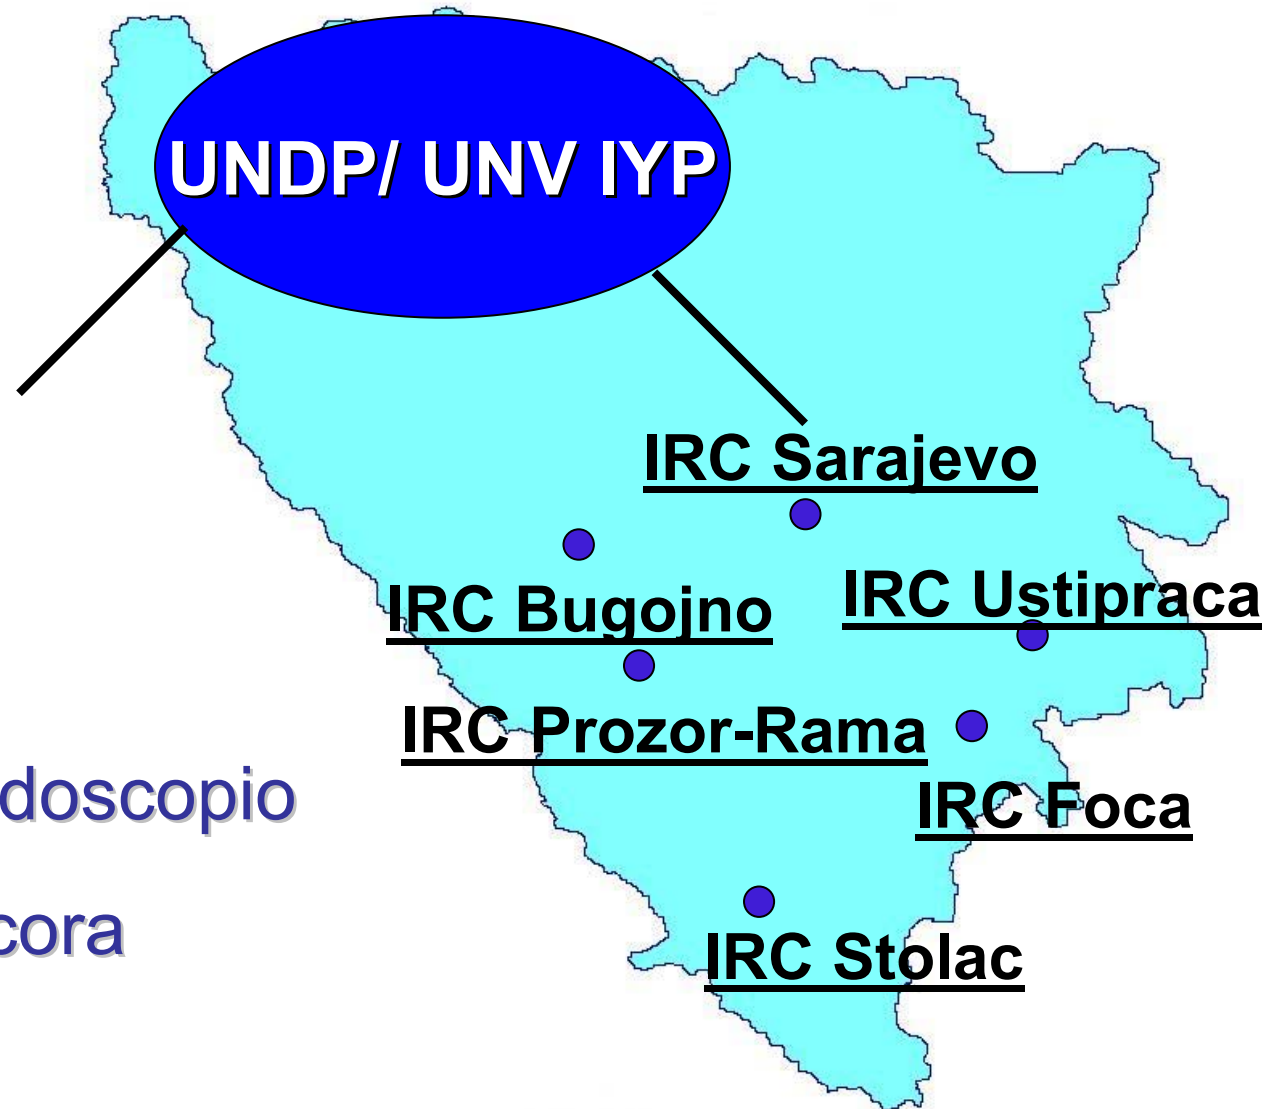 UNDP/ UNV IYP
IRC Sarajevo
IRC Ustipraca
IRC Bugojno
IRC Prozor-Rama
doscopio
IRC Foca
cora
IRC Stolac